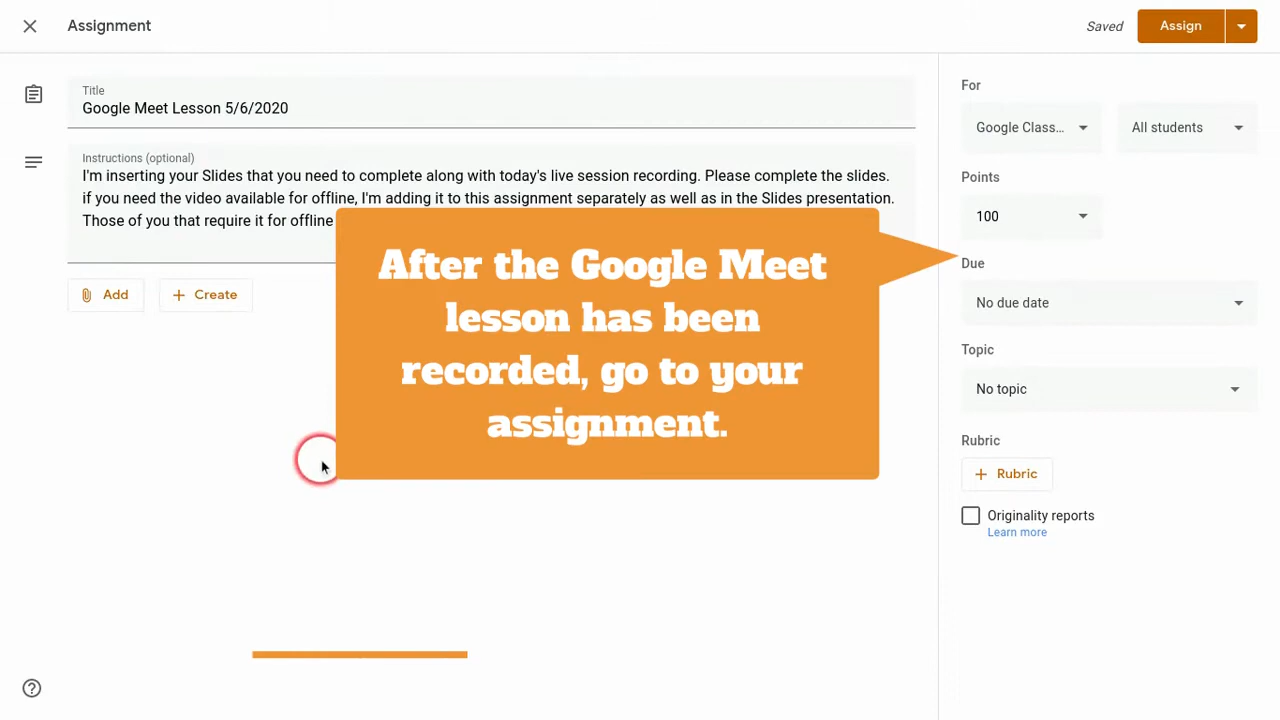 Assignment
Saved
Assign
Title
Google Meet Lesson 5/6/2020
Instructions (optional)
I'm inserting your Slides that you need to complete along with today's live session recording. Please complete the slides.
if you need the video available for offline, I'm adding it to this assignment separately as well as in the Slides presentation.
Those of you that require it for offline
Add
Create
After the Google Meet
lesson has been
recorded, go to your
assignment.
For
Google Class...
All students
Points
100
Due
No due date
Topic
No topic
Rubric
Rubric
Originality reports
Learn more